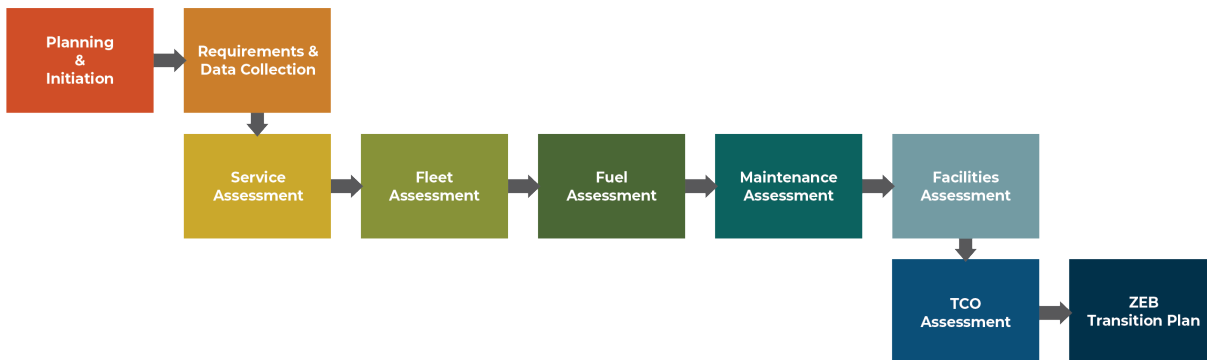 Planning
&
Initiation
Requirements &
Data Collection
Service
Assessment
Fleet
Assessment
Fuel
Assessment
Maintenance
Assessment
Facilities
Assessment
TCO
Assessment
ZEB
Transition Plan